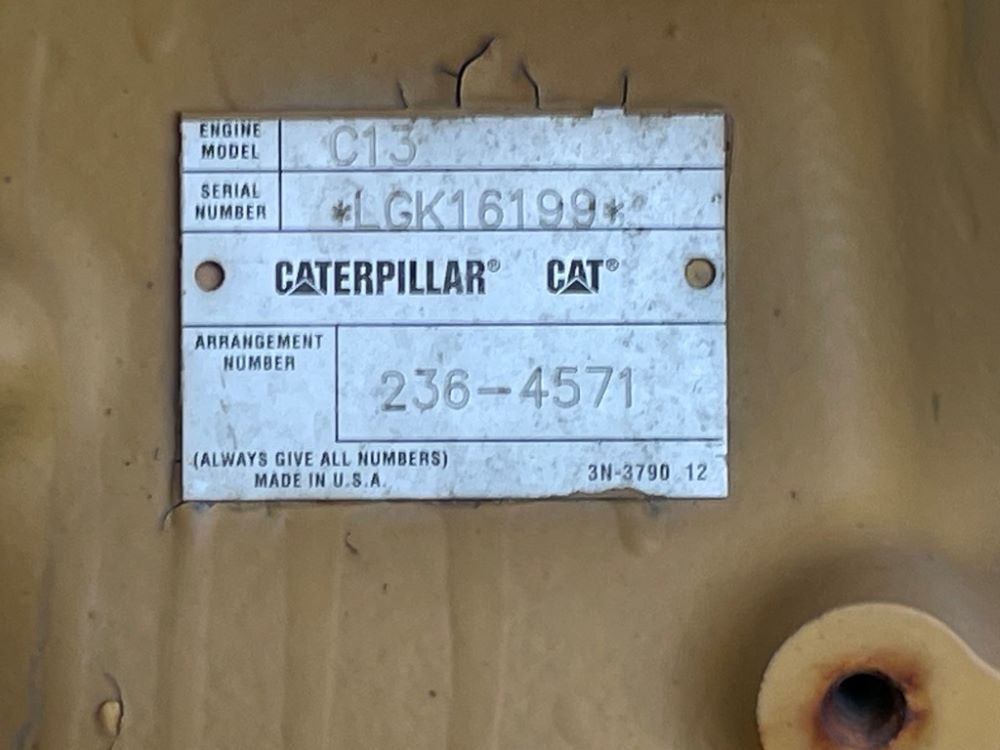 ENGINE MODEL C13
SERIAL NUMBER *LGK16199*
CATERPILLAR® CAT®
ARRANGEMENT NUMBER 236-4571
(ALWAYS GIVE ALL NUMBERS)
MADE IN U.S.A. 3N-3790 12